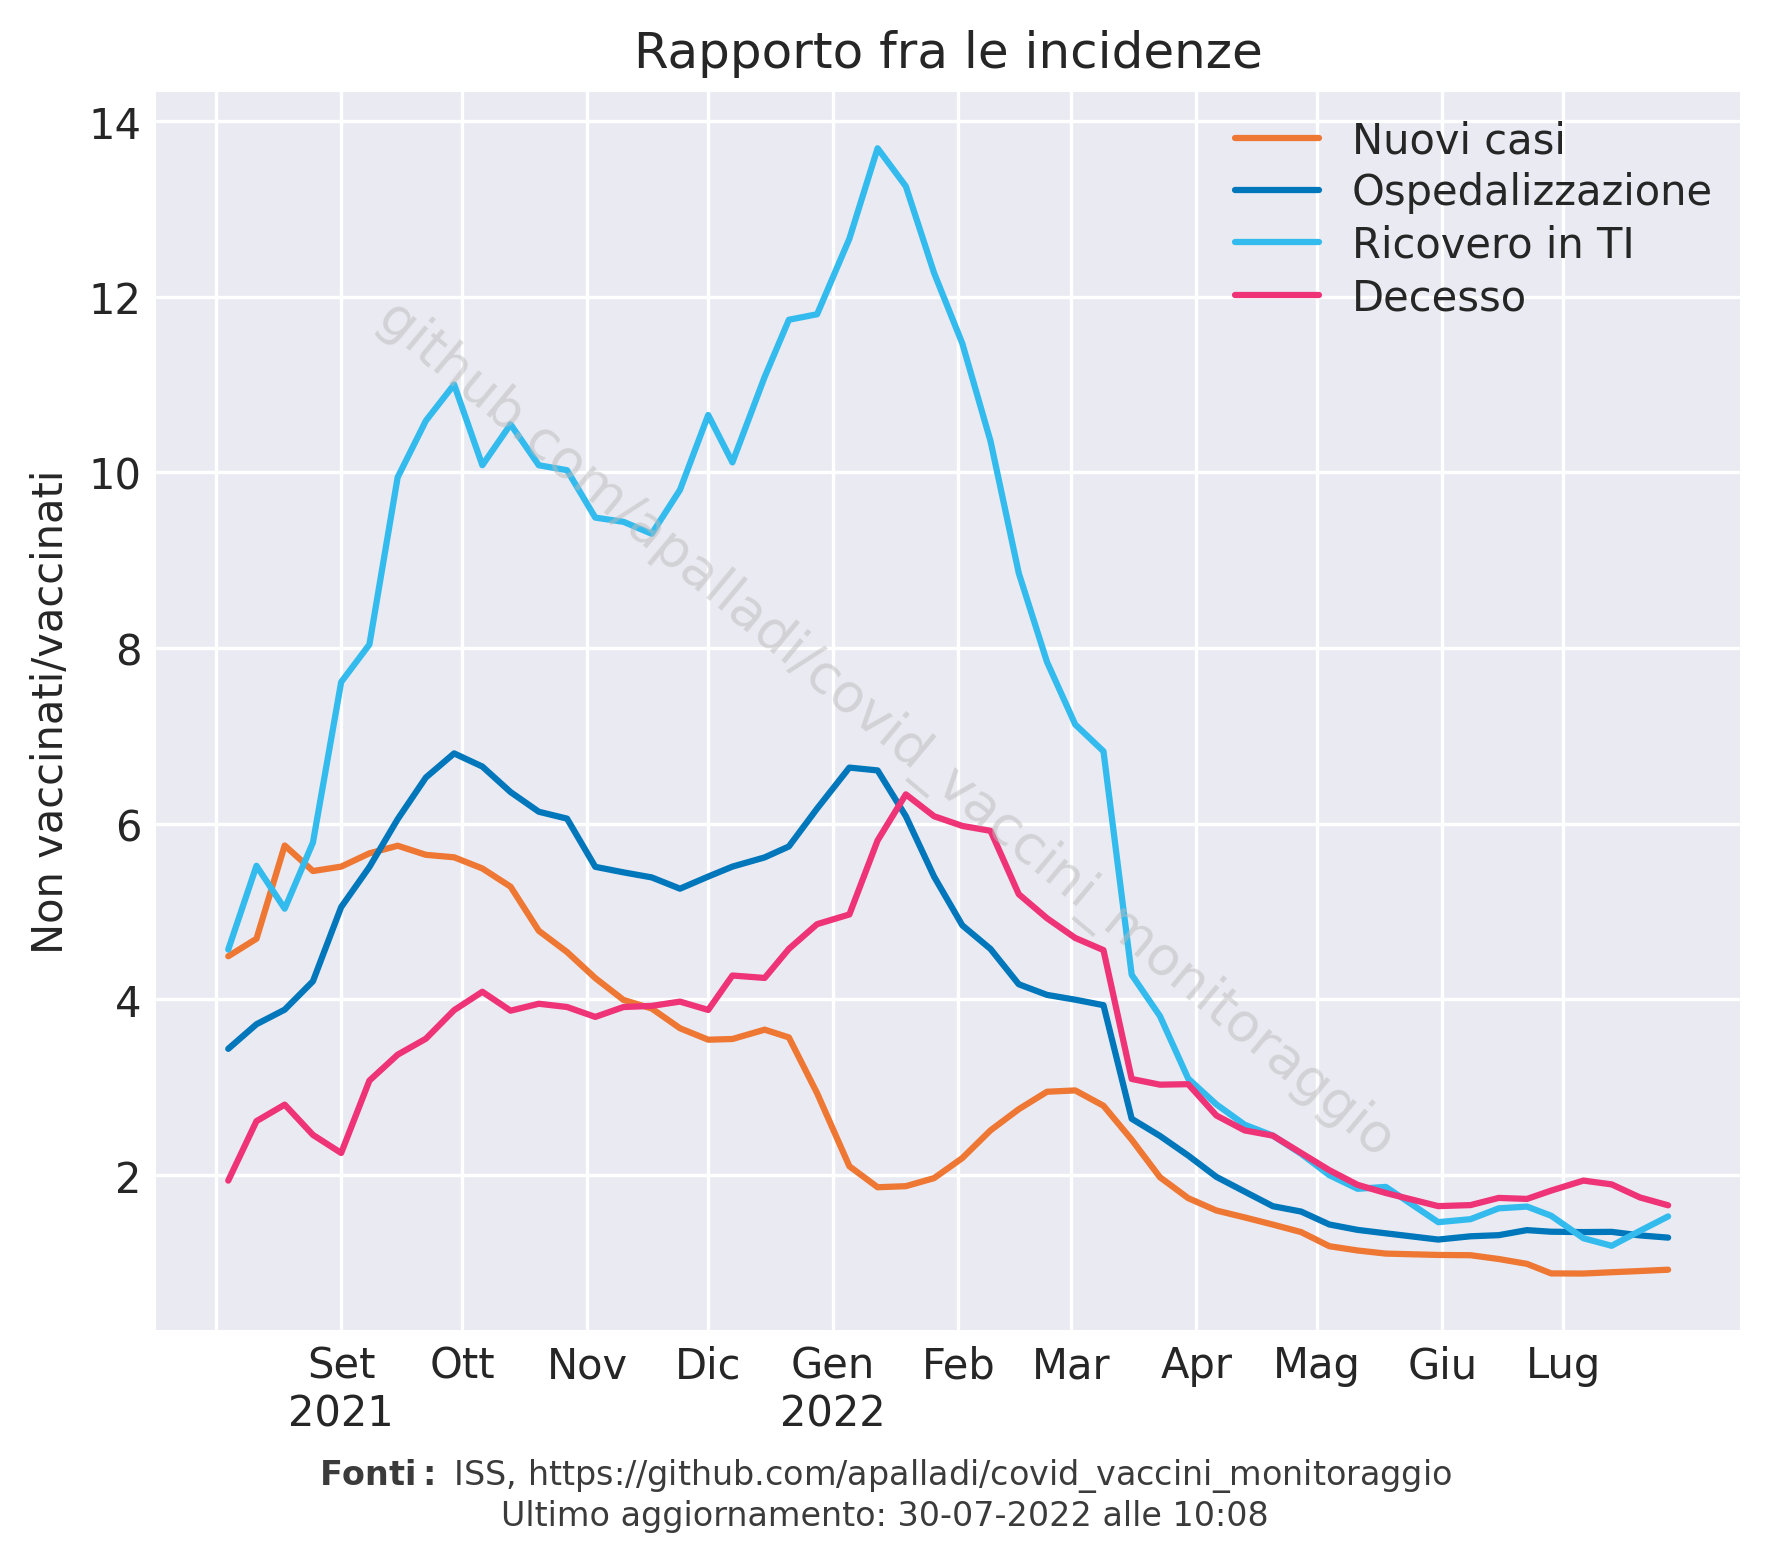 Rapporto fra le incidenze
14
12
10
8
6
4
2
Non vaccinati/vaccinati
Nuovi casi
Ospedalizzazione
Ricovero in TI
Decesso
github.com/apalladi/covid_vaccini_monitoraggio
Set Ott Nov Dic Gen Feb Mar Apr Mag Giu Lug
2021 2022
Fonti: ISS, https://github.com/apalladi/covid_vaccini_monitoraggio
Ultimo aggiornamento: 30-07-2022 alle 10:08